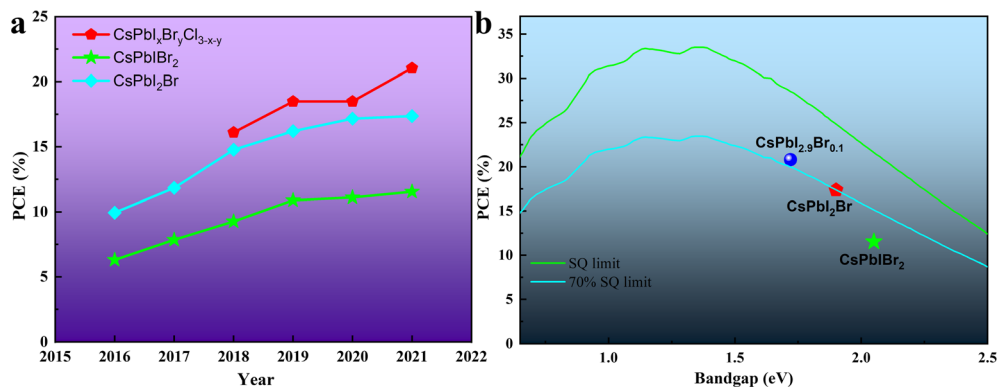 a
PCE (%)
25
20
15
10
5
0
2015 2016 2017 2018 2019 2020 2021 2022
Year
CsPbIₓBrᵧCl₃₋ₓ₋ᵧ
CsPbIBr₂
CsPbI₂Br
b
PCE (%)
35
30
25
20
15
10
5
0
1.0 1.5 2.0 2.5
Bandgap (eV)
CsPbI₂.₉Br₀.₁
CsPbI₂Br
CsPbIBr₂
SQ limit
70% SQ limit